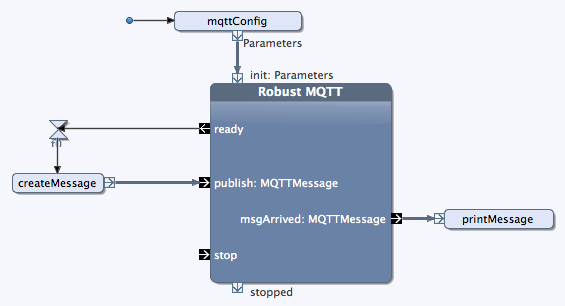 mqttConfig
Parameters
init: Parameters
Robust MQTT
ready
createMessage
publish: MQTTMessage
msgArrived: MQTTMessage
printMessage
stop
stopped